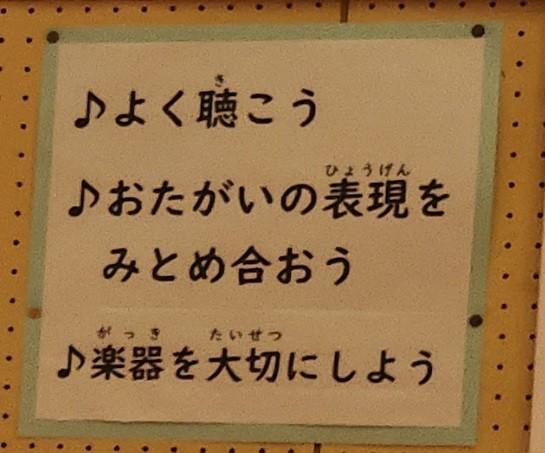 ♪よく聴こう
♪おたがいの表現を
みとめ合おう
♪楽器を大切にしよう